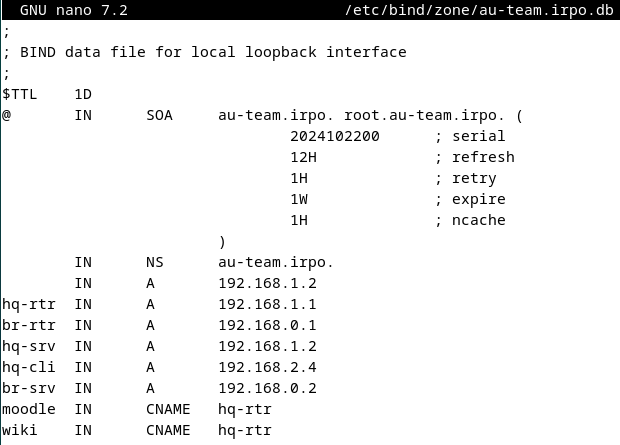 GNU nano 7.2 /etc/bind/zone/au-team.irpo.db
;
; BIND data file for local loopback interface
;
$TTL 1D
@ IN SOA au-team.irpo. root.au-team.irpo. (
2024102200 ; serial
12H ; refresh
1H ; retry
1W ; expire
1H ; ncache
)
IN NS au-team.irpo.
IN A 192.168.1.2
hq-rtr IN A 192.168.1.1
br-rtr IN A 192.168.0.1
hq-srv IN A 192.168.1.2
hq-cli IN A 192.168.2.4
br-srv IN A 192.168.0.2
moodle IN CNAME hq-rtr
wiki IN CNAME hq-rtr